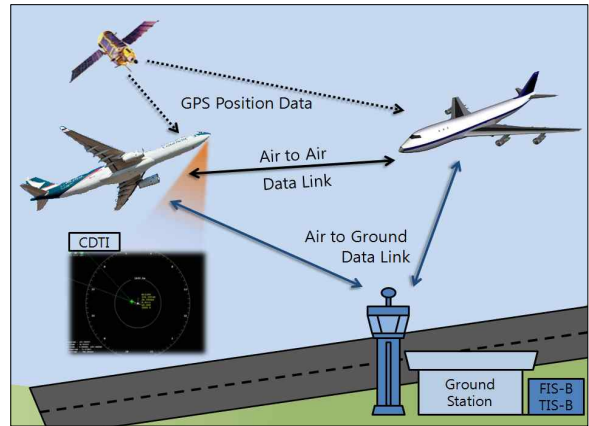 GPS Position Data
Air to Air
Data Link
Air to Ground
Data Link
CDTI
Ground
Station
FIS-B
TIS-B